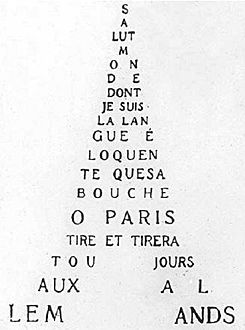 S
A
LUT
M
O N
D E
DONT
JE SUIS
LA LAN
GUE É
LOQUEN
TE QUESA
BOUCHE
O PARIS
TIRE ET TIRERA
TOU JOURS
AUX A L
LEM ANDS